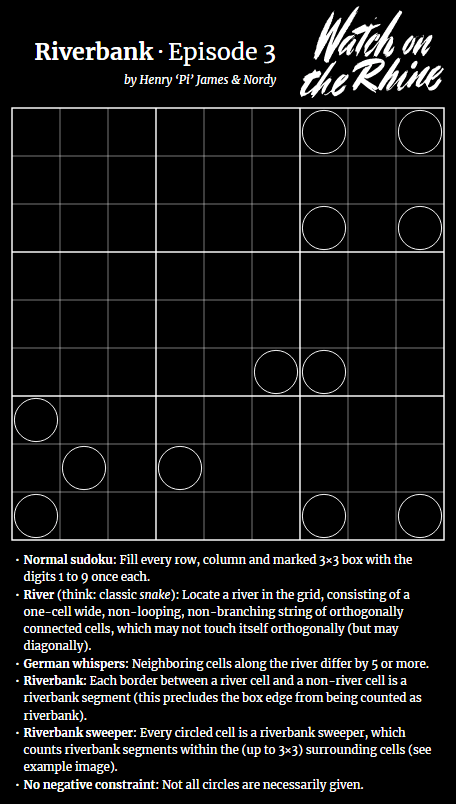 Watch on
the Rhine
Riverbank · Episode 3
by Henry ‘Pi’ James & Nordy
· Normal sudoku: Fill every row, column and marked 3×3 box with the
digits 1 to 9 once each.
· River (think: classic snake): Locate a river in the grid, consisting of a
one-cell wide, non-looping, non-branching string of orthogonally
connected cells, which may not touch itself orthogonally (but may
diagonally).
· German whispers: Neighboring cells along the river differ by 5 or more.
· Riverbank: Each border between a river cell and a non-river cell is a
riverbank segment (this precludes the box edge from being counted as
riverbank).
· Riverbank sweeper: Every circled cell is a riverbank sweeper, which
counts riverbank segments within the (up to 3×3) surrounding cells (see
example image).
· No negative constraint: Not all circles are necessarily given.